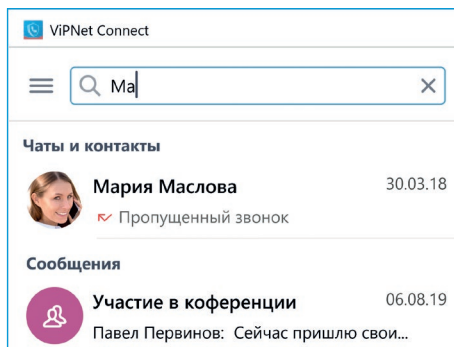 ViPNet Connect
Ma
Чаты и контакты
Мария Маслова 30.03.18
Пропущенный звонок
Сообщения
Участие в коференции 06.08.19
Павел Первинов: Сейчас пришлю свои...